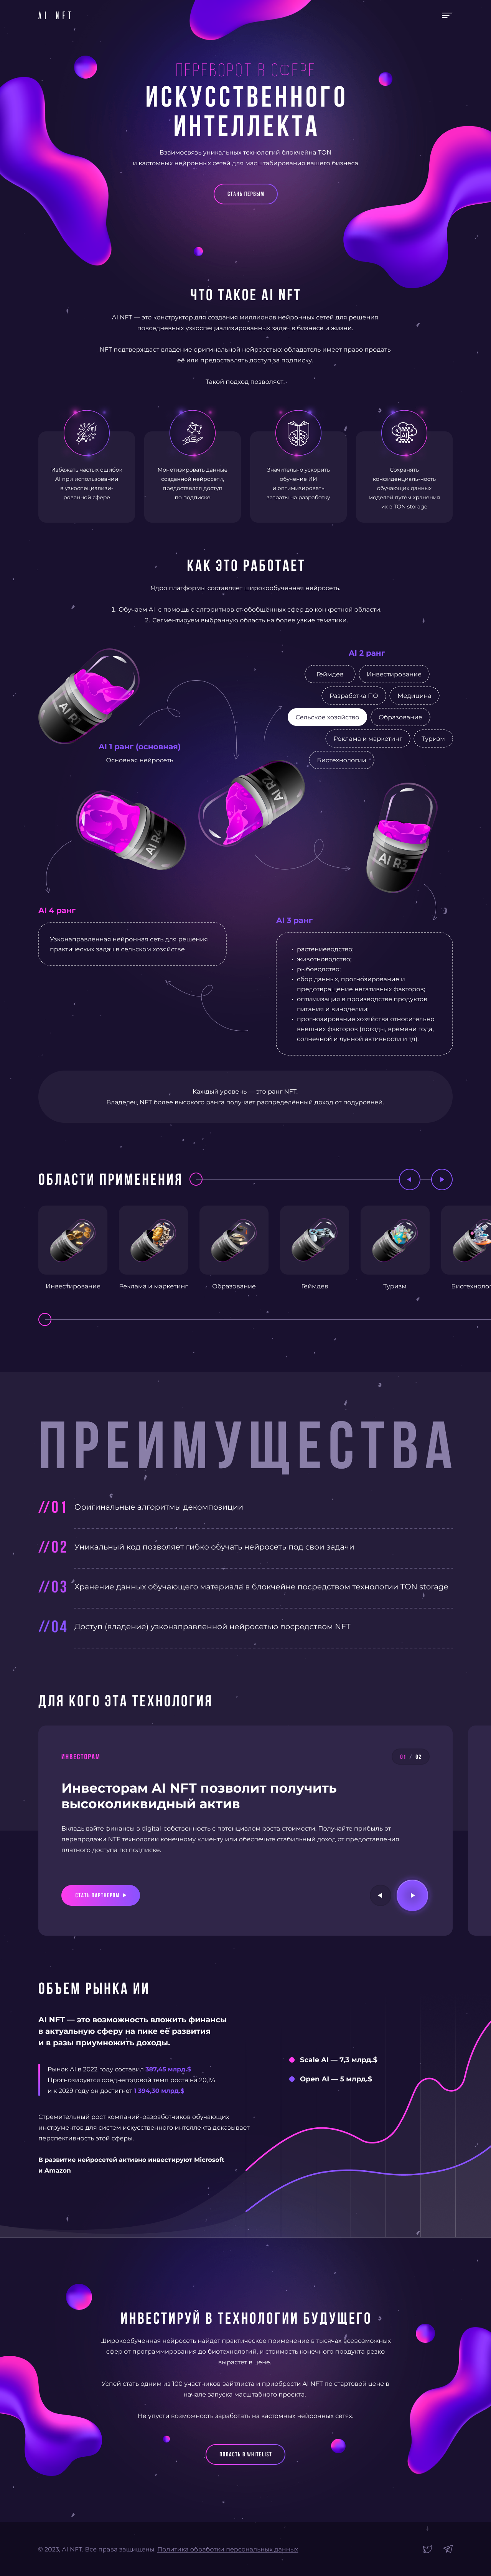 AI NFT
ПЕРЕВОРОТ В СФЕРЕ
ИСКУССТВЕННОГО
ИНТЕЛЛЕКТА
Взаимосвязь уникальных технологий блокчейна TON
и кастомных нейронных сетей для масштабирования вашего бизнеса
СТАНЬ ПЕРВЫМ
ЧТО ТАКОЕ AI NFT
AI NFT — это конструктор для создания миллионов нейронных сетей для решения
повседневных узкоспециализированных задач в бизнесе и жизни.
NFT подтверждает владение оригинальной нейросетью: обладатель имеет право продать
её или предоставлять доступ за подписку.
Такой подход позволяет:
Избежать частых ошибок
AI при использовании
в узкоспециализи-
рованной сфере
Монетизировать данные
созданной нейросети,
предоставляя доступ
по подписке
Значительно ускорить
обучение ИИ
и оптимизировать
затраты на разработку
AI
Сохранять
конфиденциаль-ность
обучающих данных
моделей путём хранения
их в TON storage
КАК ЭТО РАБОТАЕТ
Ядро платформы составляет широкообученная нейросеть.
1. Обучаем AI с помощью алгоритмов от обобщённых сфер до конкретной области.
2. Сегментируем выбранную область на более узкие тематики.
AI R1
AI 1 ранг (основная)
Основная нейросеть
AI 2 ранг
Геймдев
Инвестирование
Разработка ПО
Медицина
Сельское хозяйство
Образование
Реклама и маркетинг
Туризм
Биотехнологии
AI R2
AI R4
AI R3
AI 4 ранг
Узконаправленная нейронная сеть для решения
практических задач в сельском хозяйстве
AI 3 ранг
• растениеводство;
• животноводство;
• рыбоводство;
• сбор данных, прогнозирование и
предотвращение негативных факторов;
• оптимизация в производстве продуктов
питания и виноделии;
• прогнозирование хозяйства относительно
внешних факторов (погоды, времени года,
солнечной и лунной активности и тд).
Каждый уровень — это ранг NFT.
Владелец NFT более высокого ранга получает распределённый доход от подуровней.
ОБЛАСТИ ПРИМЕНЕНИЯ
Инвестирование
Реклама и маркетинг
Образование
Геймдев
Туризм
Биотехнолог
ПРЕИМУЩЕСТВА
//01 Оригинальные алгоритмы декомпозиции
//02 Уникальный код позволяет гибко обучать нейросеть под свои задачи
//03 Хранение данных обучающего материала в блокчейне посредством технологии TON storage
//04 Доступ (владение) узконаправленной нейросетью посредством NFT
ДЛЯ КОГО ЭТА ТЕХНОЛОГИЯ
ИНВЕСТОРАМ
01 / 02
Инвесторам AI NFT позволит получить
высоколиквидный актив
Вкладывайте финансы в digital-собственность с потенциалом роста стоимости. Получайте прибыль от
перепродажи NTF технологии конечному клиенту или обеспечьте стабильный доход от предоставления
платного доступа по подписке.
СТАТЬ ПАРТНЕРОМ
ОБЪЕМ РЫНКА ИИ
AI NFT — это возможность вложить финансы
в актуальную сферу на пике её развития
и в разы приумножить доходы.
Рынок AI в 2022 году составил 387,45 млрд.$
Прогнозируется среднегодовой темп роста на 20,1%
и к 2029 году он достигнет 1 394,30 млрд.$
Стремительный рост компаний-разработчиков обучающих
инструментов для систем искусственного интеллекта доказывает
перспективность этой сферы.
В развитие нейросетей активно инвестируют Microsoft
и Amazon
Scale AI — 7,3 млрд.$
Open AI — 5 млрд.$
ИНВЕСТИРУЙ В ТЕХНОЛОГИИ БУДУЩЕГО
Широкообученная нейросеть найдёт практическое применение в тысячах всевозможных
сфер от программирования до биотехнологий, и стоимость конечного продукта резко
вырастет в цене.
Успей стать одним из 100 участников вайтлиста и приобрести AI NFT по стартовой цене в
начале запуска масштабного проекта.
Не упусти возможность заработать на кастомных нейронных сетях.
ПОПАСТЬ В WHITELIST
© 2023, AI NFT. Все права защищены. Политика обработки персональных данных